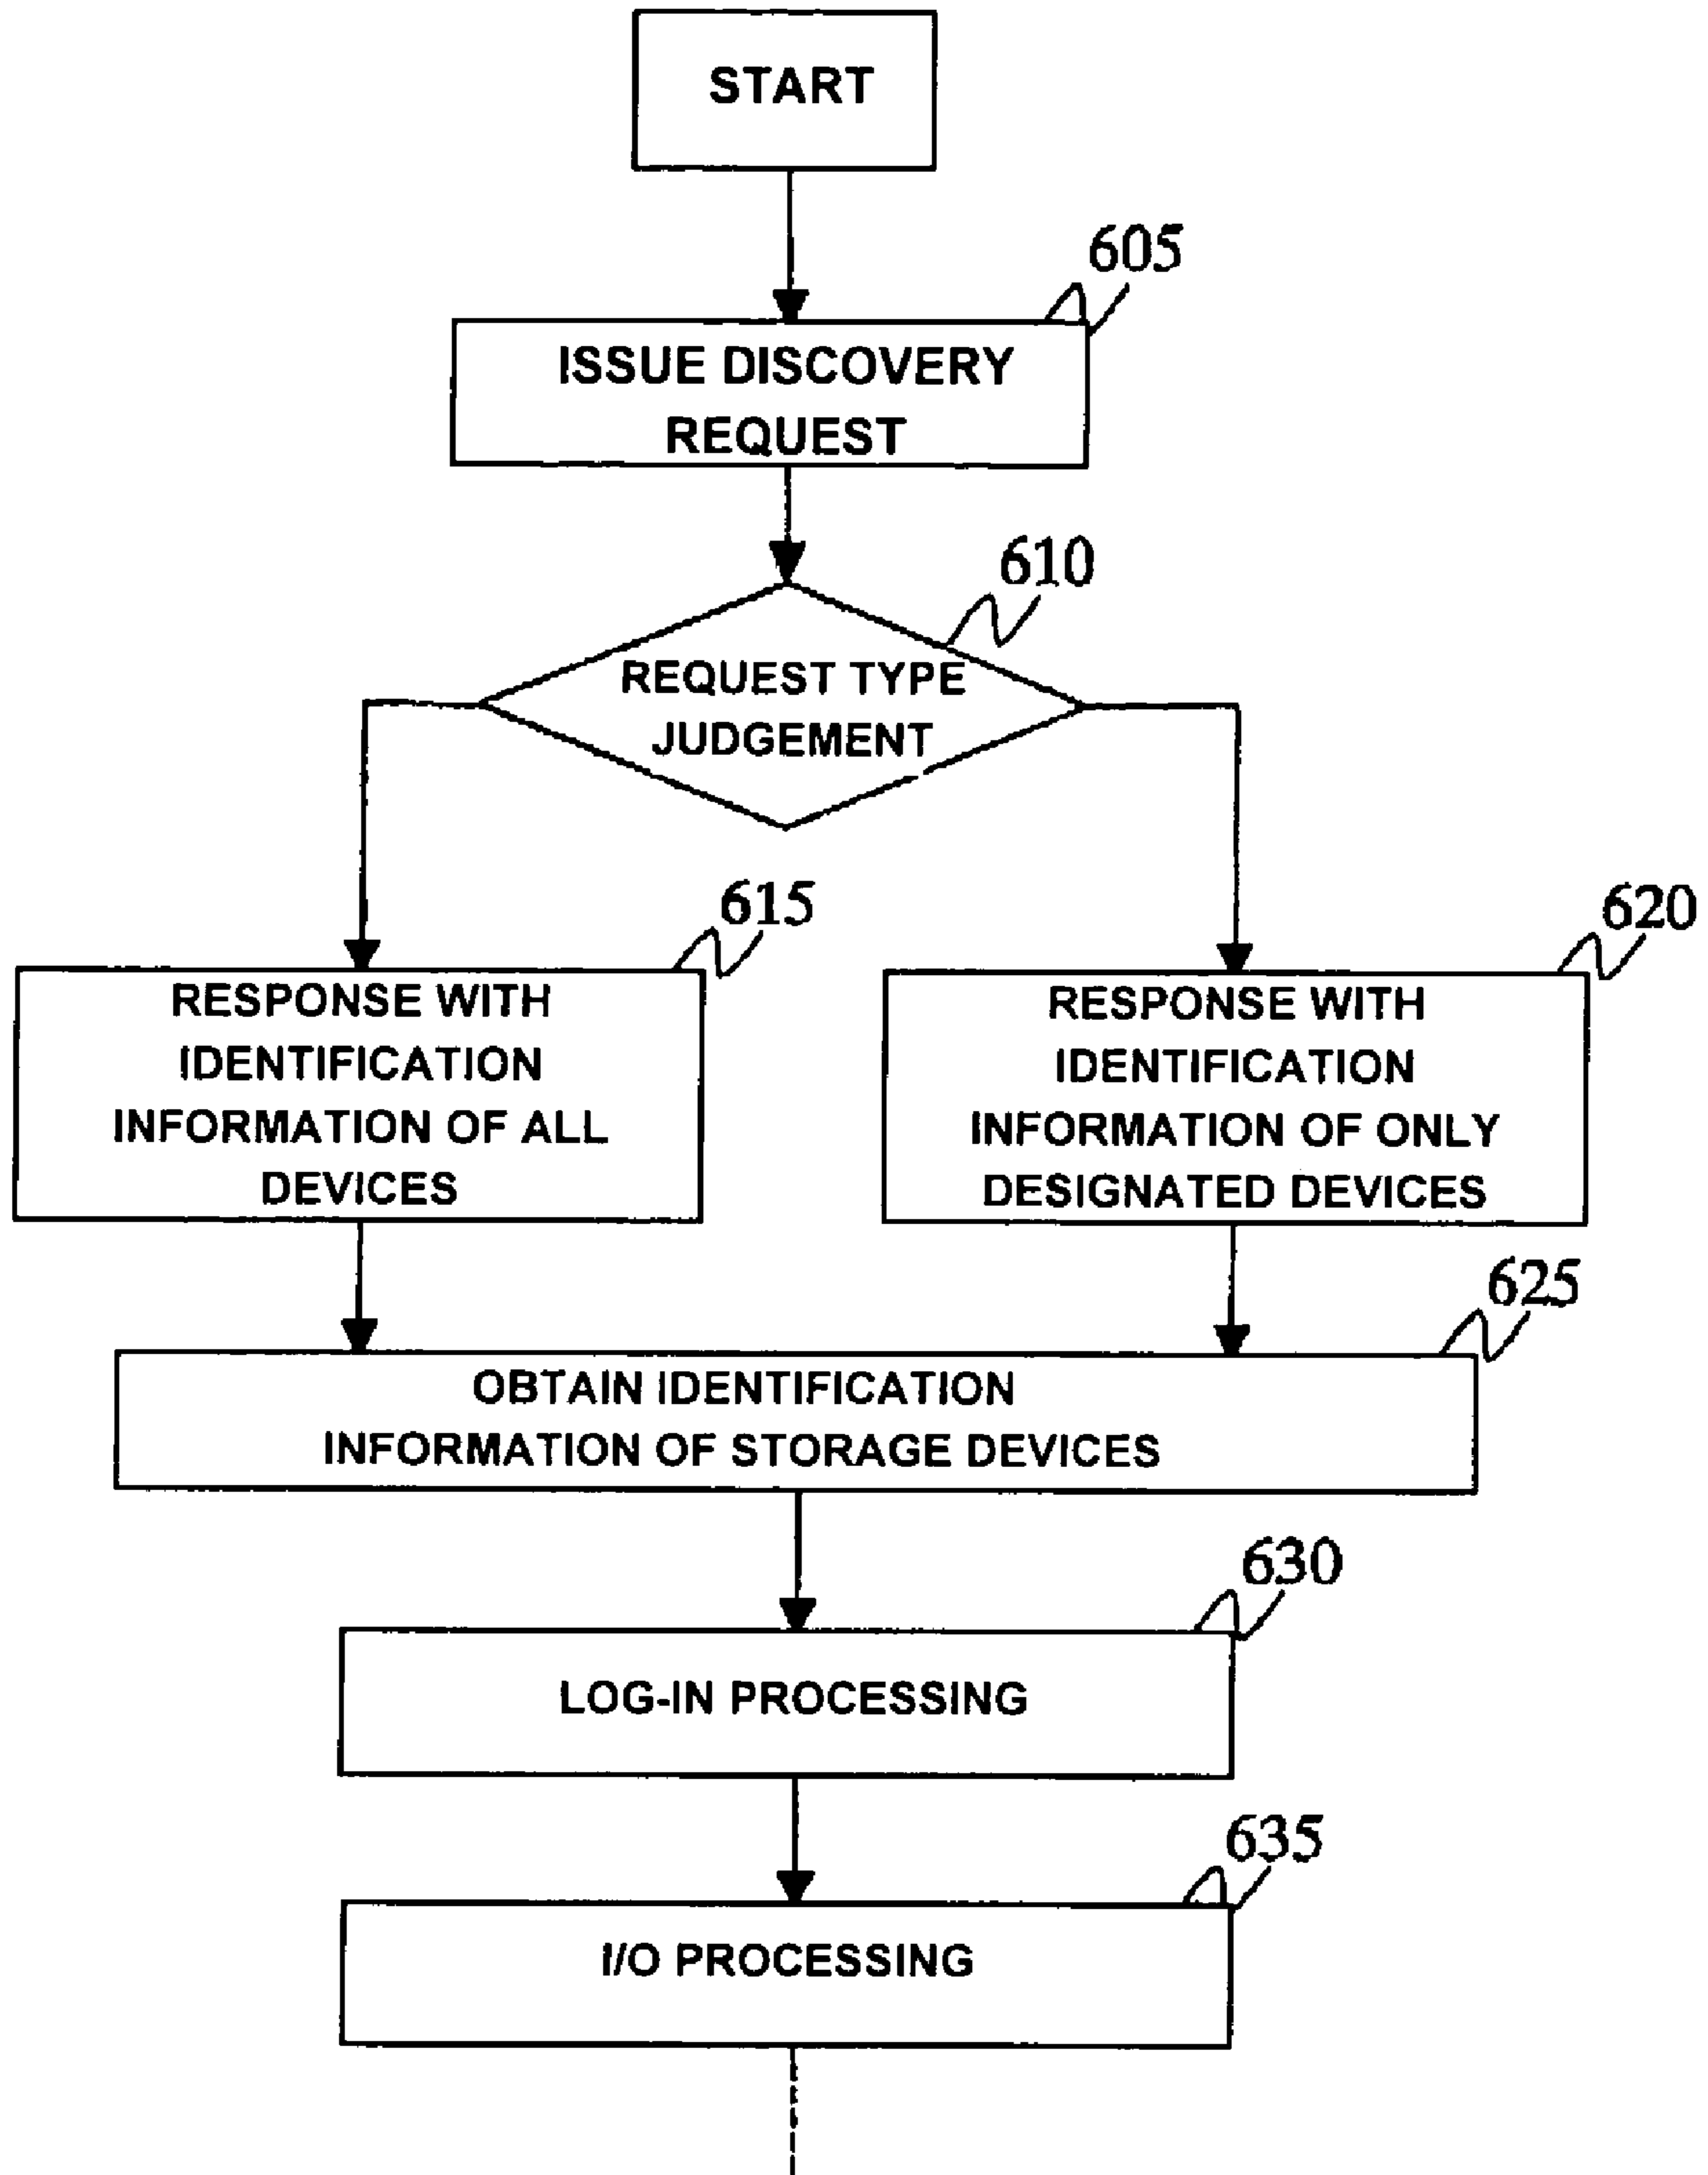 START
605
ISSUE DISCOVERY
REQUEST
610
REQUEST TYPE
JUDGEMENT
615
RESPONSE WITH
IDENTIFICATION
INFORMATION OF ALL
DEVICES
620
RESPONSE WITH
IDENTIFICATION
INFORMATION OF ONLY
DESIGNATED DEVICES
625
OBTAIN IDENTIFICATION
INFORMATION OF STORAGE DEVICES
630
LOG-IN PROCESSING
635
I/O PROCESSING